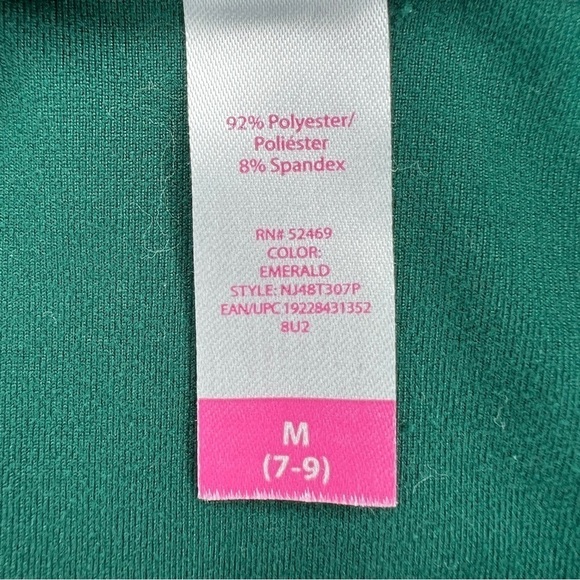 92% Polyester/
Poliéster
8% Spandex
RN# 52469
COLOR:
EMERALD
STYLE: NJ48T307P
EAN/UPC 19228431352
8U2
M
(7-9)